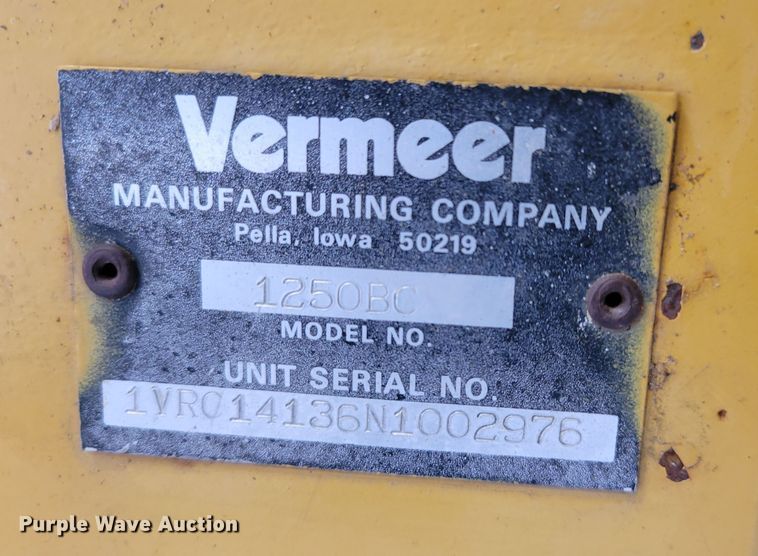 Vermeer
MANUFACTURING COMPANY
Pella, Iowa 50219
1250BC
MODEL NO.
UNIT SERIAL NO.
1VRC14136N1002976
Purple Wave Auction